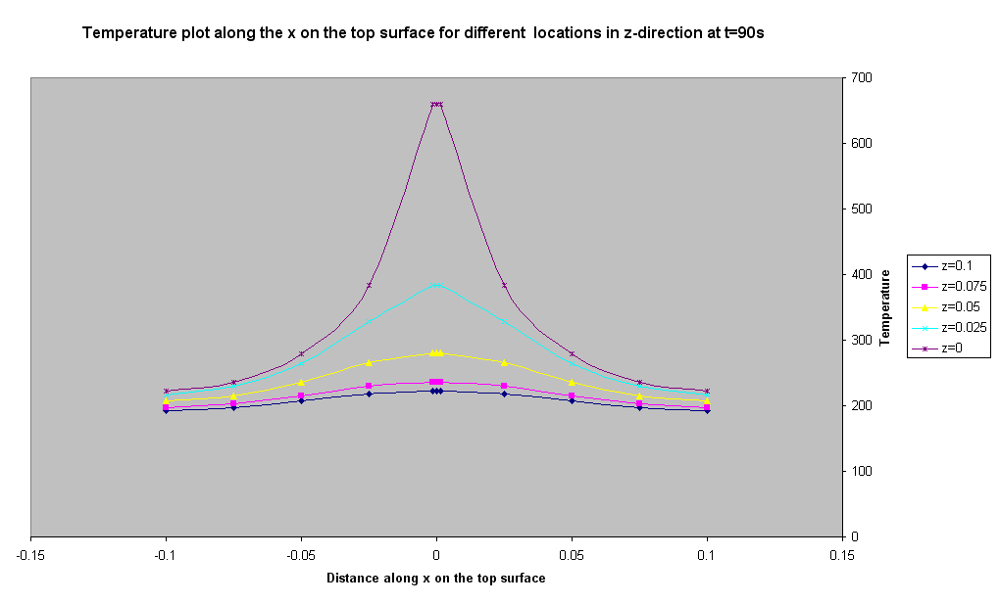 Temperature plot along the x on the top surface for different locations in z-direction at t=90s
700
600
500
400
300
200
100
0
Temperature
-0.15
-0.1
-0.05
0
0.05
0.1
0.15
Distance along x on the top surface
z=0.1
z=0.075
z=0.05
z=0.025
z=0